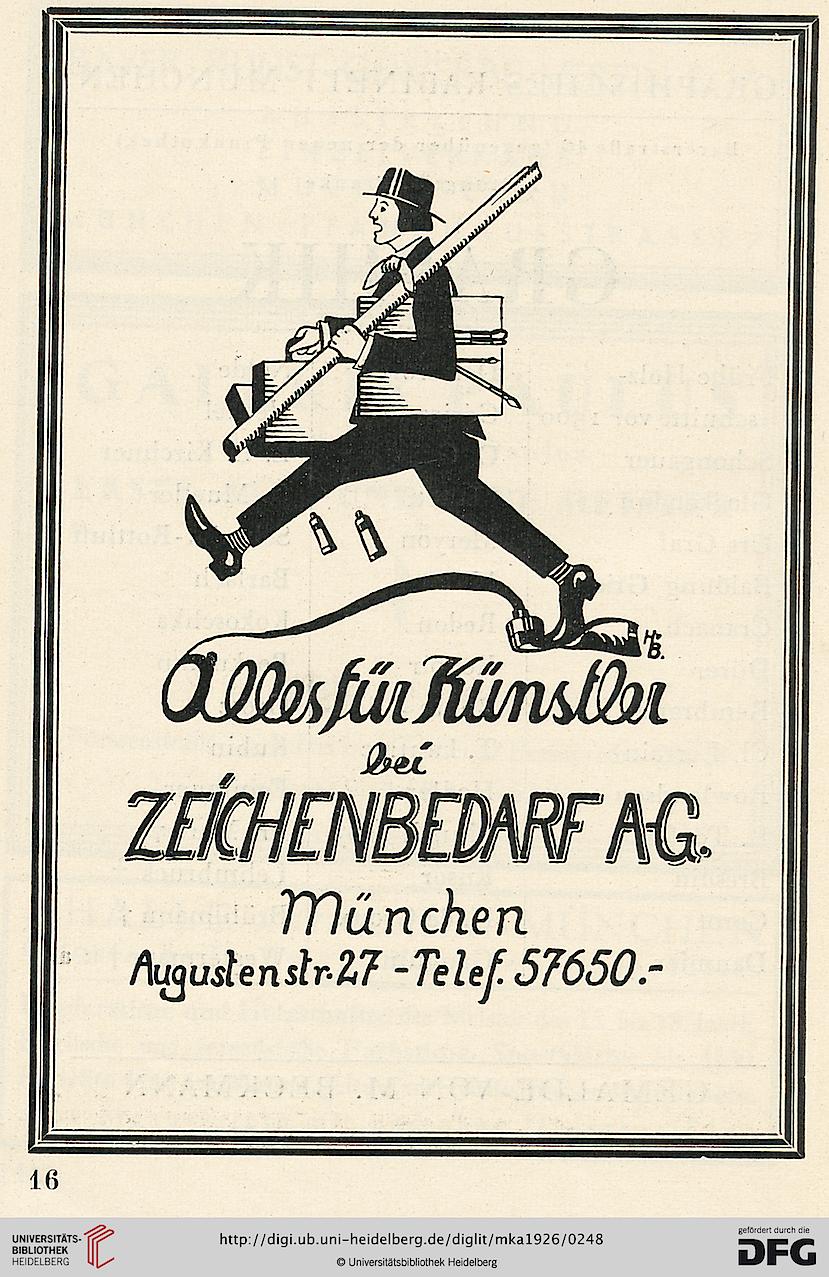 H.B.
Alles für Künstler
bei
ZEICHENBEDARF A-G.
München
Augustenstr. 27 - Telef. 57650.-
16
UNIVERSITÄTS-
BIBLIOTHEK
HEIDELBERG
http://digi.ub.uni-heidelberg.de/diglit/mka1926/0248
© Universitätsbibliothek Heidelberg
gefördert durch die
DFG